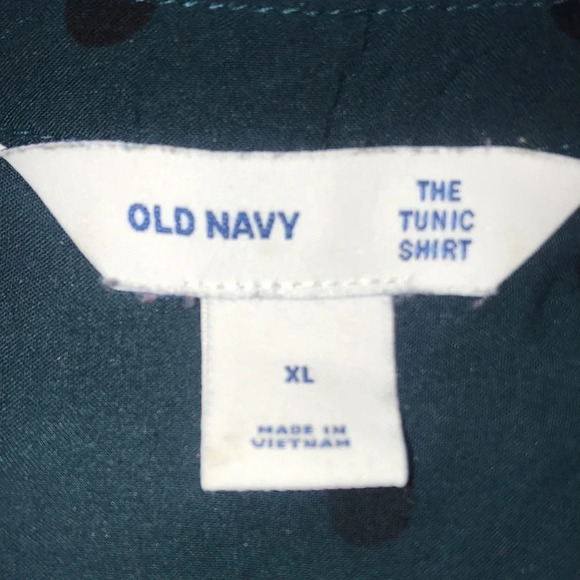 OLD NAVY
THE
TUNIC
SHIRT
XL
MADE IN
VIETNAM